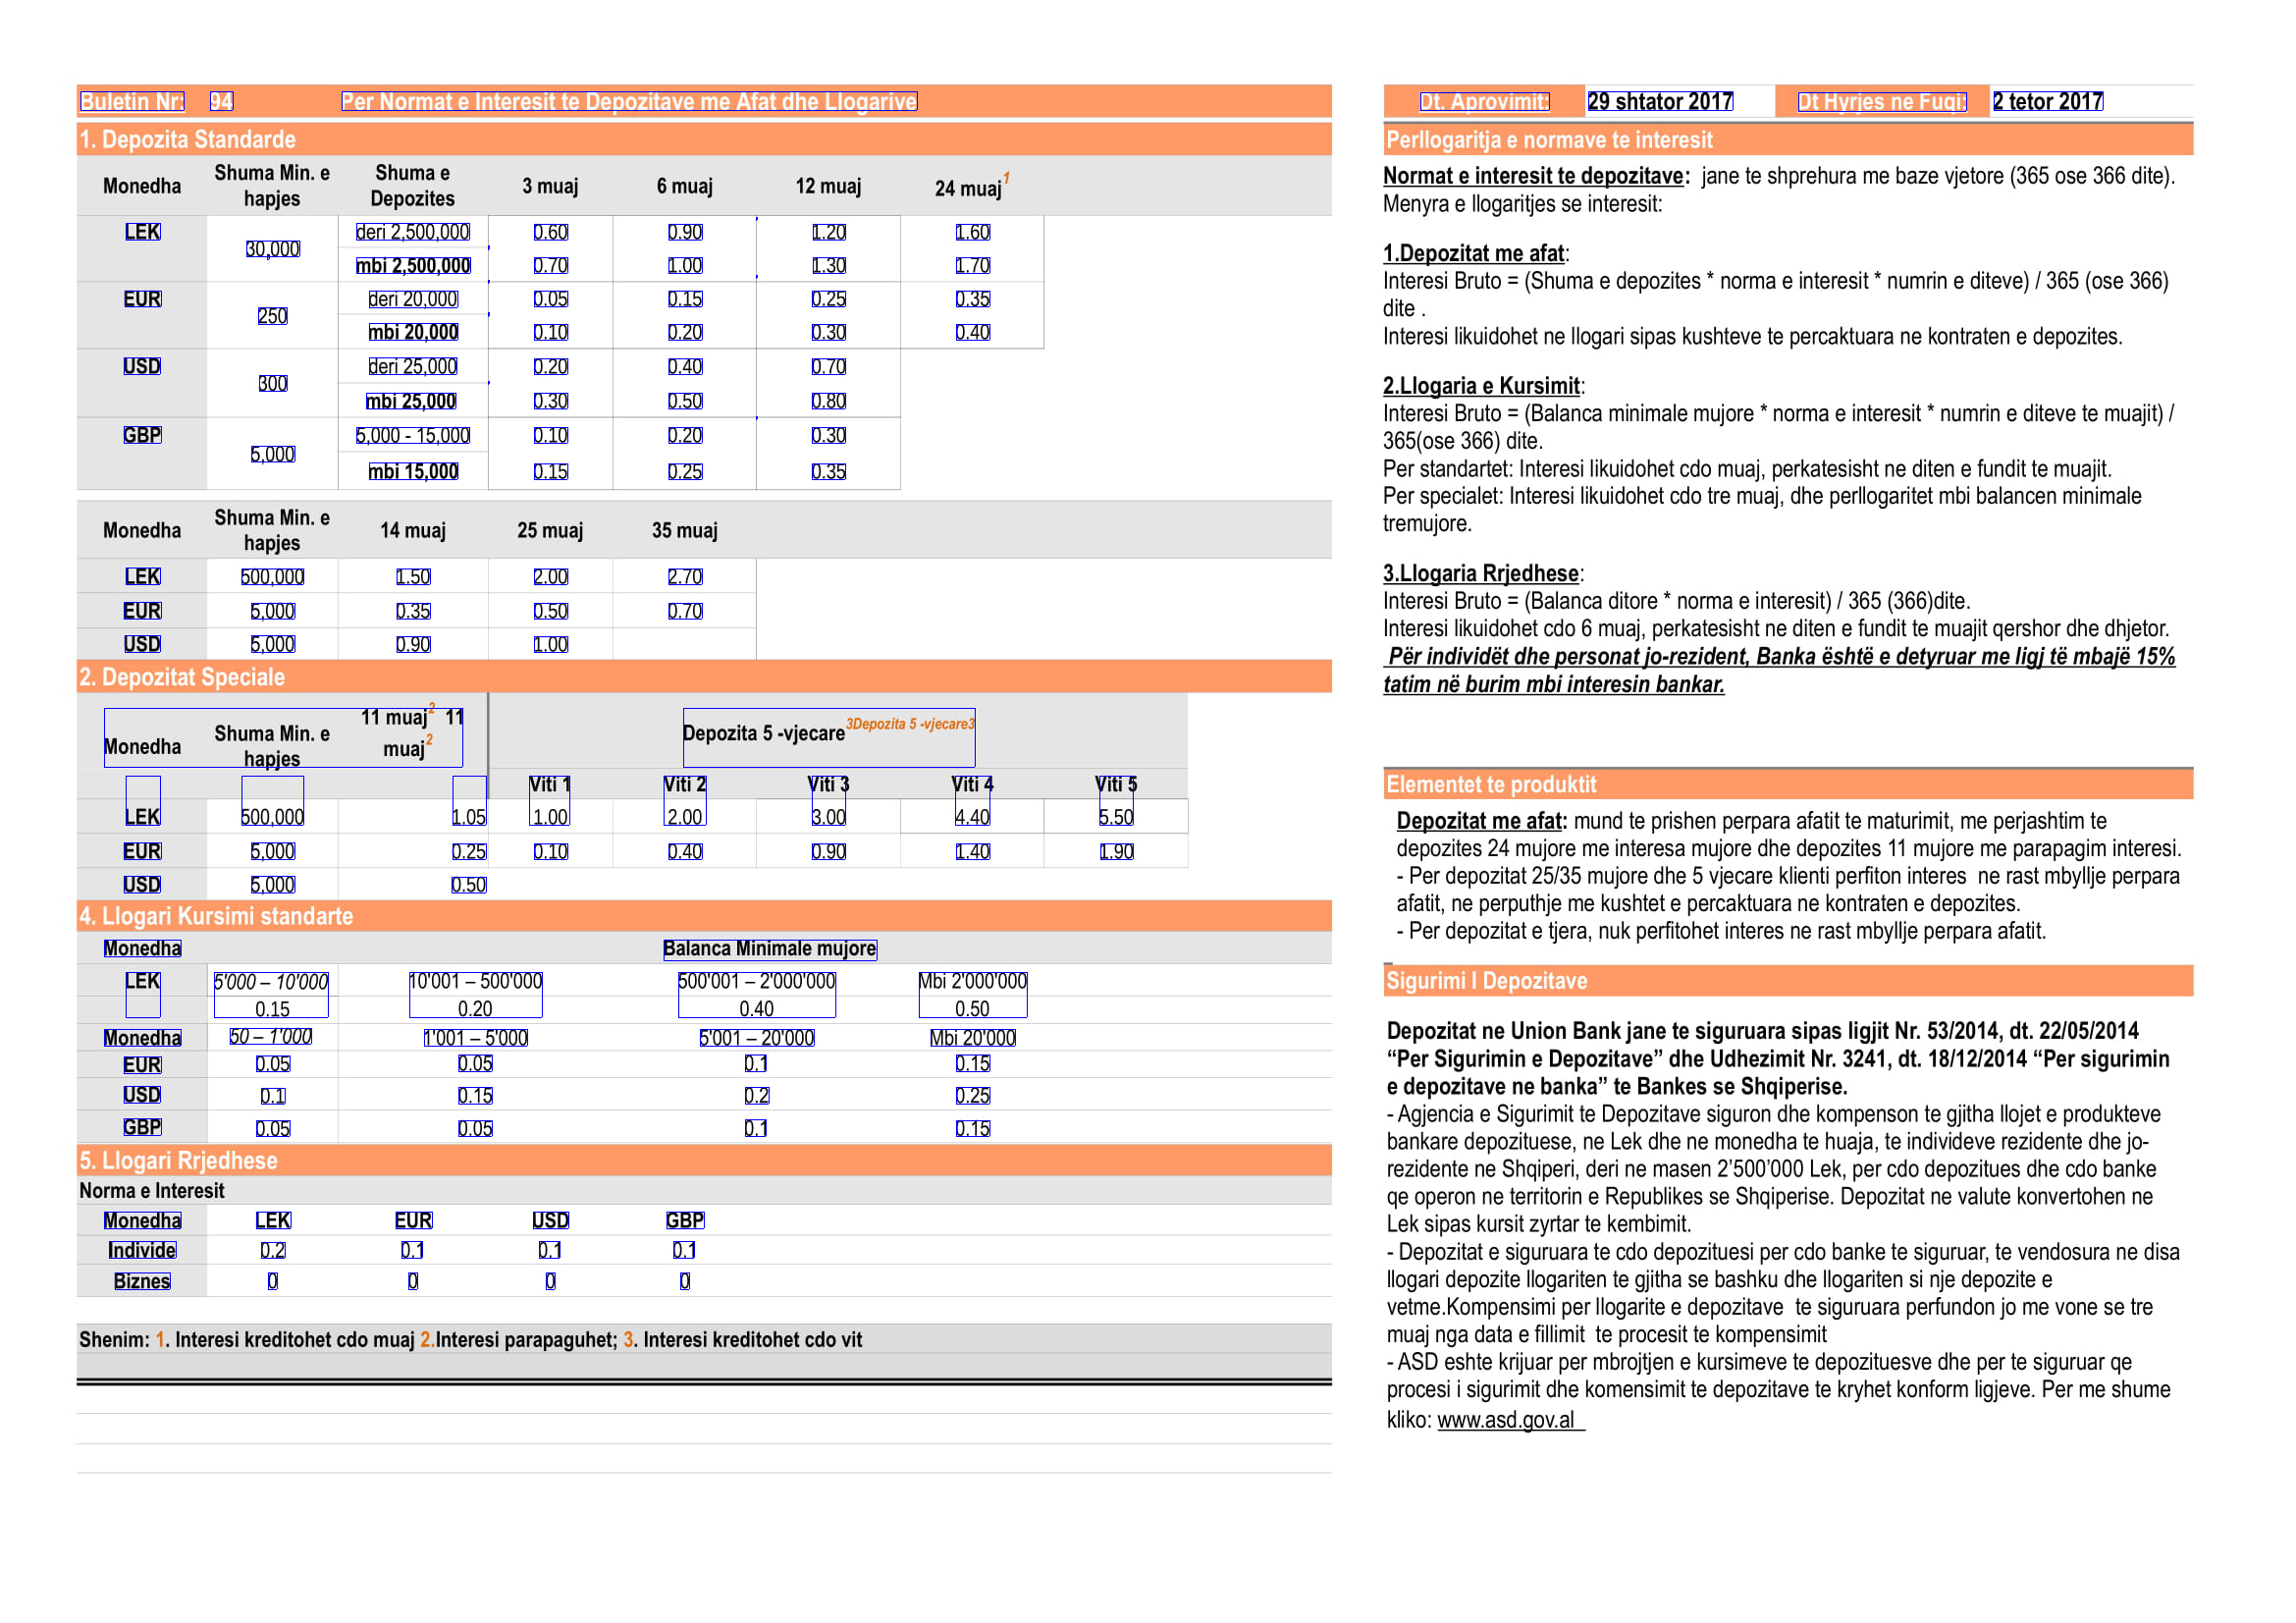 Buletin Nr: 94 Per Normat e Interesit te Depozitave me Afat dhe Llogarive
1. Depozita Standarde
Monedha Shuma Min. e hapjes Shuma e Depozites 3 muaj 6 muaj 12 muaj 24 muaj1
LEK 30,000 deri 2,500,000 0.60 0.90 1.20 1.60
mbi 2,500,000 0.70 1.00 1.30 1.70
EUR 250 deri 20,000 0.05 0.15 0.25 0.35
mbi 20,000 0.10 0.20 0.30 0.40
USD 300 deri 25,000 0.20 0.40 0.70
mbi 25,000 0.30 0.50 0.80
GBP 5,000 5,000 - 15,000 0.10 0.20 0.30
mbi 15,000 0.15 0.25 0.35
Monedha Shuma Min. e hapjes 14 muaj 25 muaj 35 muaj
LEK 500,000 1.50 2.00 2.70
EUR 5,000 0.35 0.50 0.70
USD 5,000 0.90 1.00
2. Depozitat Speciale
Monedha Shuma Min. e hapjes 11 muaj2 11 muaj2 Depozita 5 -vjecare3Depozita 5 -vjecare3
Viti 1 Viti 2 Viti 3 Viti 4 Viti 5
LEK 500,000 1.05 1.00 2.00 3.00 4.40 5.50
EUR 5,000 0.25 0.10 0.40 0.90 1.40 1.90
USD 5,000 0.50
4. Llogari Kursimi standarte
Monedha Balanca Minimale mujore
LEK 5'000 – 10'000 10'001 – 500'000 500'001 – 2'000'000 Mbi 2'000'000
0.15 0.20 0.40 0.50
Monedha 50 – 1'000 1'001 – 5'000 5'001 – 20'000 Mbi 20'000
EUR 0.05 0.05 0.1 0.15
USD 0.1 0.15 0.2 0.25
GBP 0.05 0.05 0.1 0.15
5. Llogari Rrjedhese
Norma e Interesit
Monedha LEK EUR USD GBP
Individe 0.2 0.1 0.1 0.1
Biznes 0 0 0 0
Shenim: 1. Interesi kreditohet cdo muaj 2.Interesi parapaguhet; 3. Interesi kreditohet cdo vit
Dt. Aprovimit: 29 shtator 2017 Dt Hyrjes ne Fuqi: 2 tetor 2017
Perllogaritja e normave te interesit
Normat e interesit te depozitave: jane te shprehura me baze vjetore (365 ose 366 dite).
Menyra e llogaritjes se interesit:
1.Depozitat me afat:
Interesi Bruto = (Shuma e depozites * norma e interesit * numrin e diteve) / 365 (ose 366)
dite .
Interesi likuidohet ne llogari sipas kushteve te percaktuara ne kontraten e depozites.
2.Llogaria e Kursimit:
Interesi Bruto = (Balanca minimale mujore * norma e interesit * numrin e diteve te muajit) /
365(ose 366) dite.
Per standartet: Interesi likuidohet cdo muaj, perkatesisht ne diten e fundit te muajit.
Per specialet: Interesi likuidohet cdo tre muaj, dhe perllogaritet mbi balancen minimale
tremujore.
3.Llogaria Rrjedhese:
Interesi Bruto = (Balanca ditore * norma e interesit) / 365 (366)dite.
Interesi likuidohet cdo 6 muaj, perkatesisht ne diten e fundit te muajit qershor dhe dhjetor.
Për individët dhe personat jo-rezident, Banka është e detyruar me ligj të mbajë 15%
tatim në burim mbi interesin bankar.
Elementet te produktit
Depozitat me afat: mund te prishen perpara afatit te maturimit, me perjashtim te
depozites 24 mujore me interesa mujore dhe depozites 11 mujore me parapagim interesi.
- Per depozitat 25/35 mujore dhe 5 vjecare klienti perfiton interes ne rast mbyllje perpara
afatit, ne perputhje me kushtet e percaktuara ne kontraten e depozites.
- Per depozitat e tjera, nuk perfitohet interes ne rast mbyllje perpara afatit.
Sigurimi I Depozitave
Depozitat ne Union Bank jane te siguruara sipas ligjit Nr. 53/2014, dt. 22/05/2014
“Per Sigurimin e Depozitave” dhe Udhezimit Nr. 3241, dt. 18/12/2014 “Per sigurimin
e depozitave ne banka” te Bankes se Shqiperise.
- Agjencia e Sigurimit te Depozitave siguron dhe kompenson te gjitha llojet e produkteve
bankare depozituese, ne Lek dhe ne monedha te huaja, te individeve rezidente dhe jo-
rezidente ne Shqiperi, deri ne masen 2’500’000 Lek, per cdo depozitues dhe cdo banke
qe operon ne territorin e Republikes se Shqiperise. Depozitat ne valute konvertohen ne
Lek sipas kursit zyrtar te kembimit.
- Depozitat e siguruara te cdo depozituesi per cdo banke te siguruar, te vendosura ne disa
llogari depozite llogariten te gjitha se bashku dhe llogariten si nje depozite e
vetme.Kompensimi per llogarite e depozitave te siguruara perfundon jo me vone se tre
muaj nga data e fillimit te procesit te kompensimit
- ASD eshte krijuar per mbrojtjen e kursimeve te depozituesve dhe per te siguruar qe
procesi i sigurimit dhe komensimit te depozitave te kryhet konform ligjeve. Per me shume
kliko: www.asd.gov.al